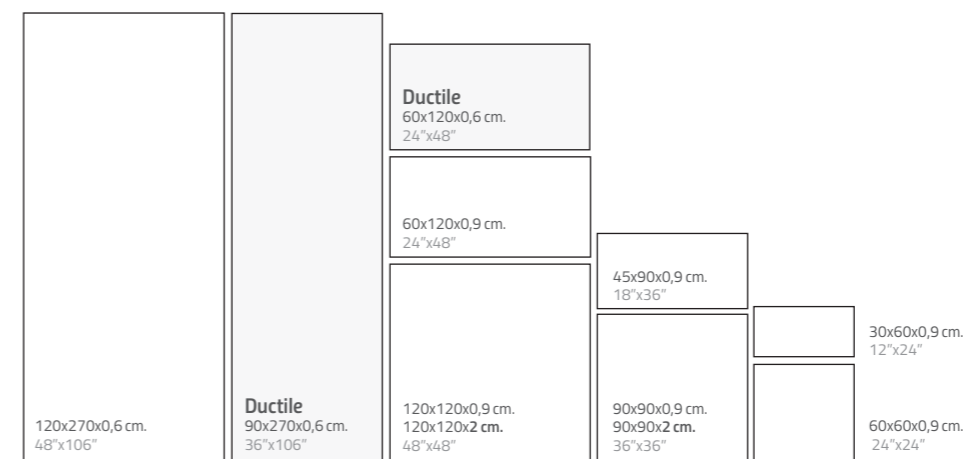 120x270x0,6 cm.
48”x106”
Ductile
90x270x0,6 cm.
36”x106”
Ductile
60x120x0,6 cm.
24”x48”
60x120x0,9 cm.
24”x48”
120x120x0,9 cm.
120x120x2 cm.
48”x48”
45x90x0,9 cm.
18”x36”
90x90x0,9 cm.
90x90x2 cm.
36”x36”
30x60x0,9 cm.
12”x24”
60x60x0,9 cm.
24”x24”